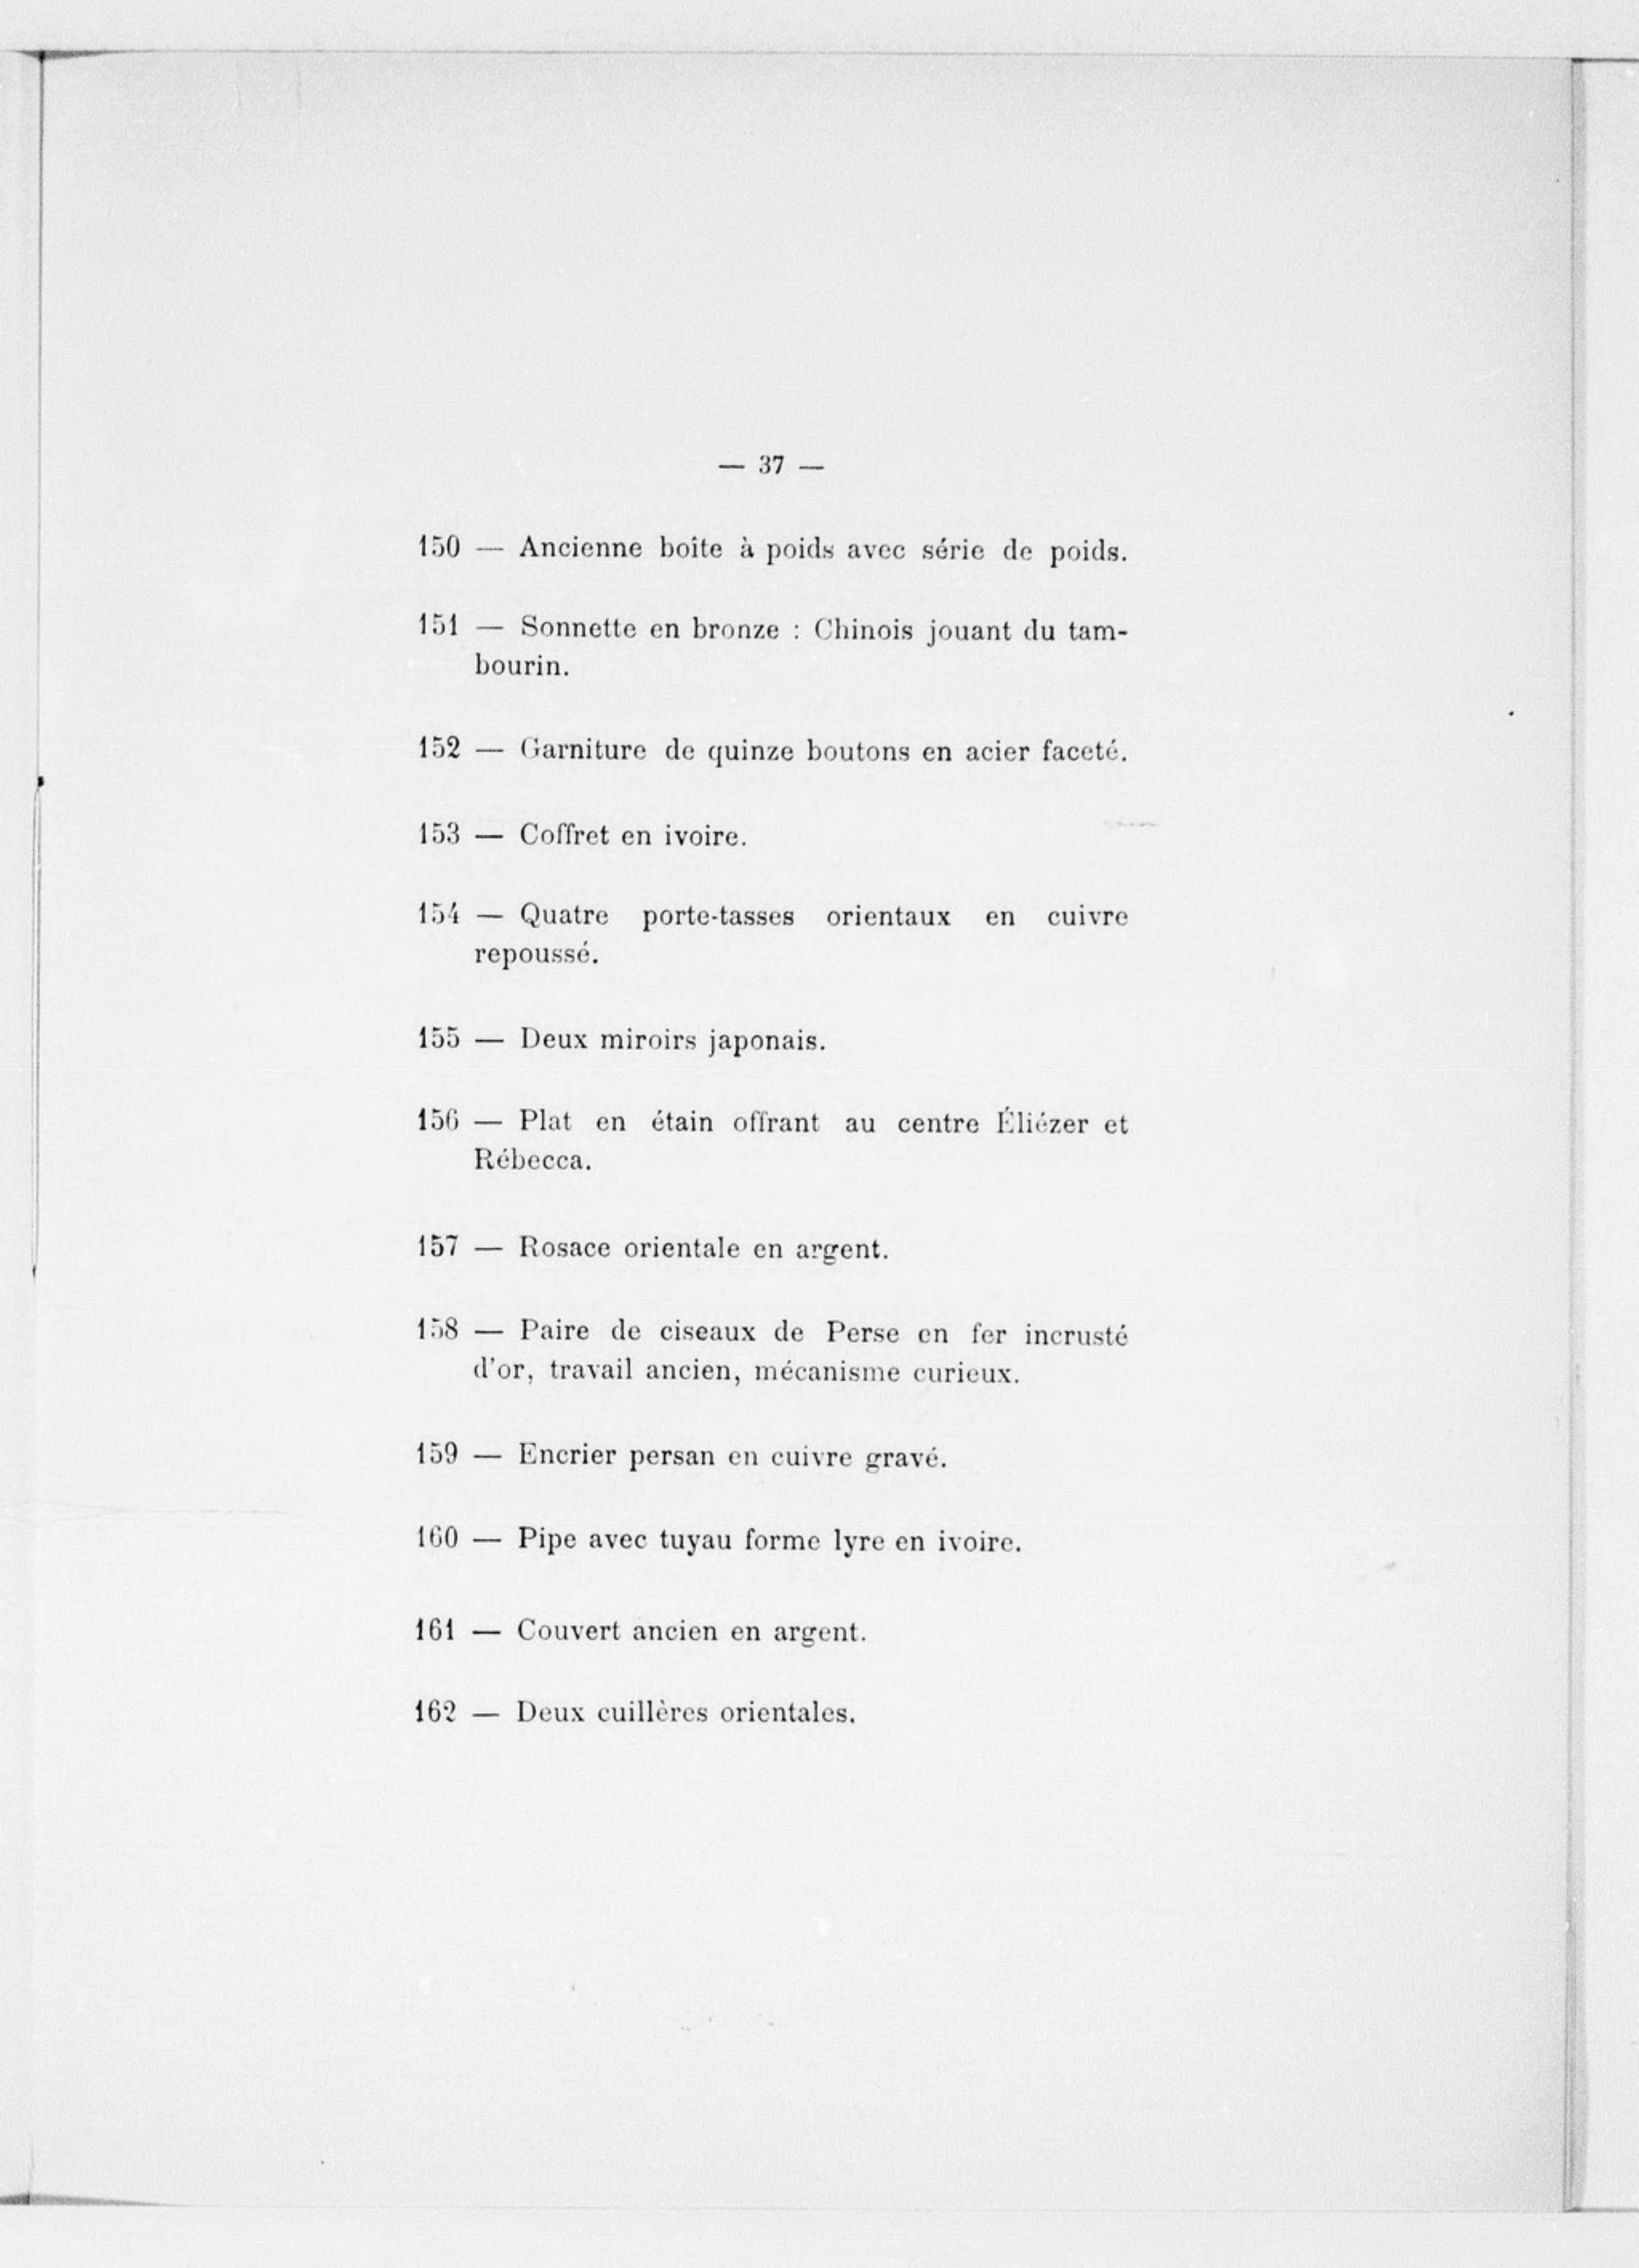 — 37 —
150 — Ancienne boîte à poids avec série de poids.
151 — Sonnette en bronze : Chinois jouant du tam-
bourin.
152 — Garniture de quinze boutons en acier faceté.
153 — Coffret en ivoire.
154 — Quatre porte-tasses orientaux en cuivre
repoussé.
155 — Deux miroirs japonais.
156 — Plat en étain offrant au centre Éliézer et
Rébecca.
157 — Rosace orientale en argent.
158 — Paire de ciseaux de Perse en fer incrusté
d'or, travail ancien, mécanisme curieux.
159 — Encrier persan en cuivre gravé.
160 — Pipe avec tuyau forme lyre en ivoire.
161 — Couvert ancien en argent.
162 — Deux cuillères orientales.